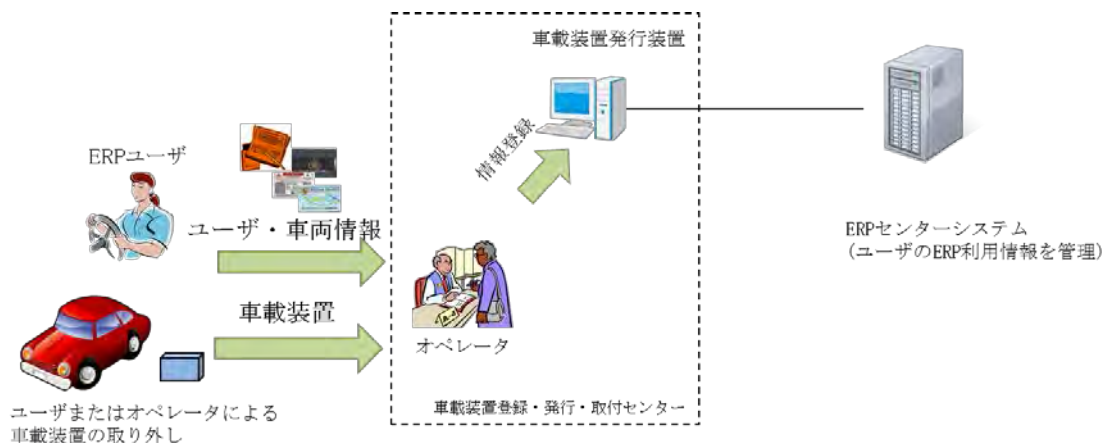 車載装置発行装置
情報登録
ERPユーザ
ユーザ・車両情報
車載装置
オペレータ
ERPセンターシステム
(ユーザのERP利用情報を管理)
車載装置登録・発行・取付センター
ユーザまたはオペレータによる
車載装置の取り外し